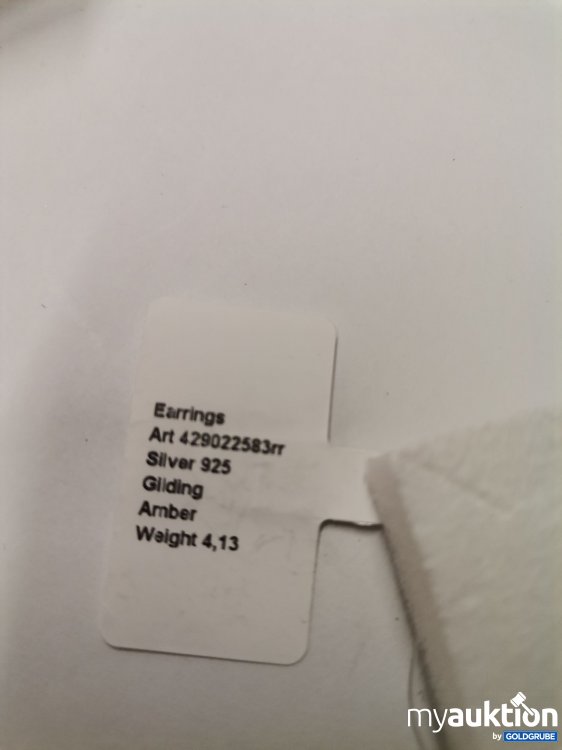 Earrings
Art 429022583rr
Silver 925
Gilding
Amber
Weight 4,13
myauktion
by GOLDGRUBE